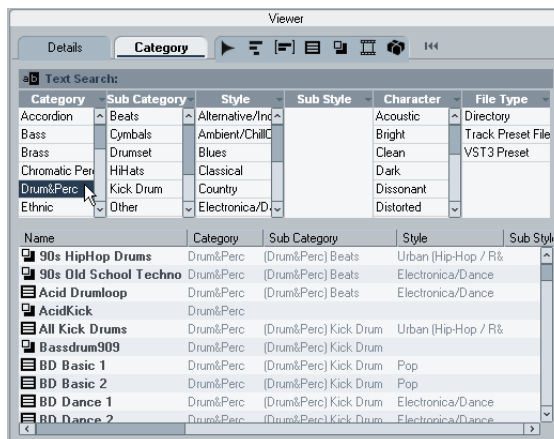 Viewer
Details Category
Text Search:
Category Sub Category Style Sub Style Character File Type
Accordion Beats Alternative/Ind Acoustic Directory
Bass Cymbals Ambient/ChillO Bright Track Preset File
Brass Drumset Blues Clean VST3 Preset
Chromatic Perc HiHats Classical Dark
Drum&Perc Kick Drum Country Dissonant
Ethnic Other Electronica/D Distorted
Name Category Sub Category Style Sub Style
90s HipHop Drums Drum&Perc (Drum&Perc) Beats Urban (Hip-Hop / R&
90s Old School Techno Drum&Perc (Drum&Perc) Beats Electronica/Dance
Acid Drumloop Drum&Perc (Drum&Perc) Beats Electronica/Dance
AcidKick Drum&Perc
All Kick Drums Drum&Perc (Drum&Perc) Kick Drum Urban (Hip-Hop / R&
Bassdrum909 Drum&Perc (Drum&Perc) Kick Drum
BD Basic 1 Drum&Perc (Drum&Perc) Kick Drum Pop
BD Basic 2 Drum&Perc (Drum&Perc) Kick Drum Pop
BD Dance 1 Drum&Perc (Drum&Perc) Kick Drum Electronica/Dance
BD Dance 2 Drum&Perc (Drum&Perc) Kick Drum Electronica/Dance